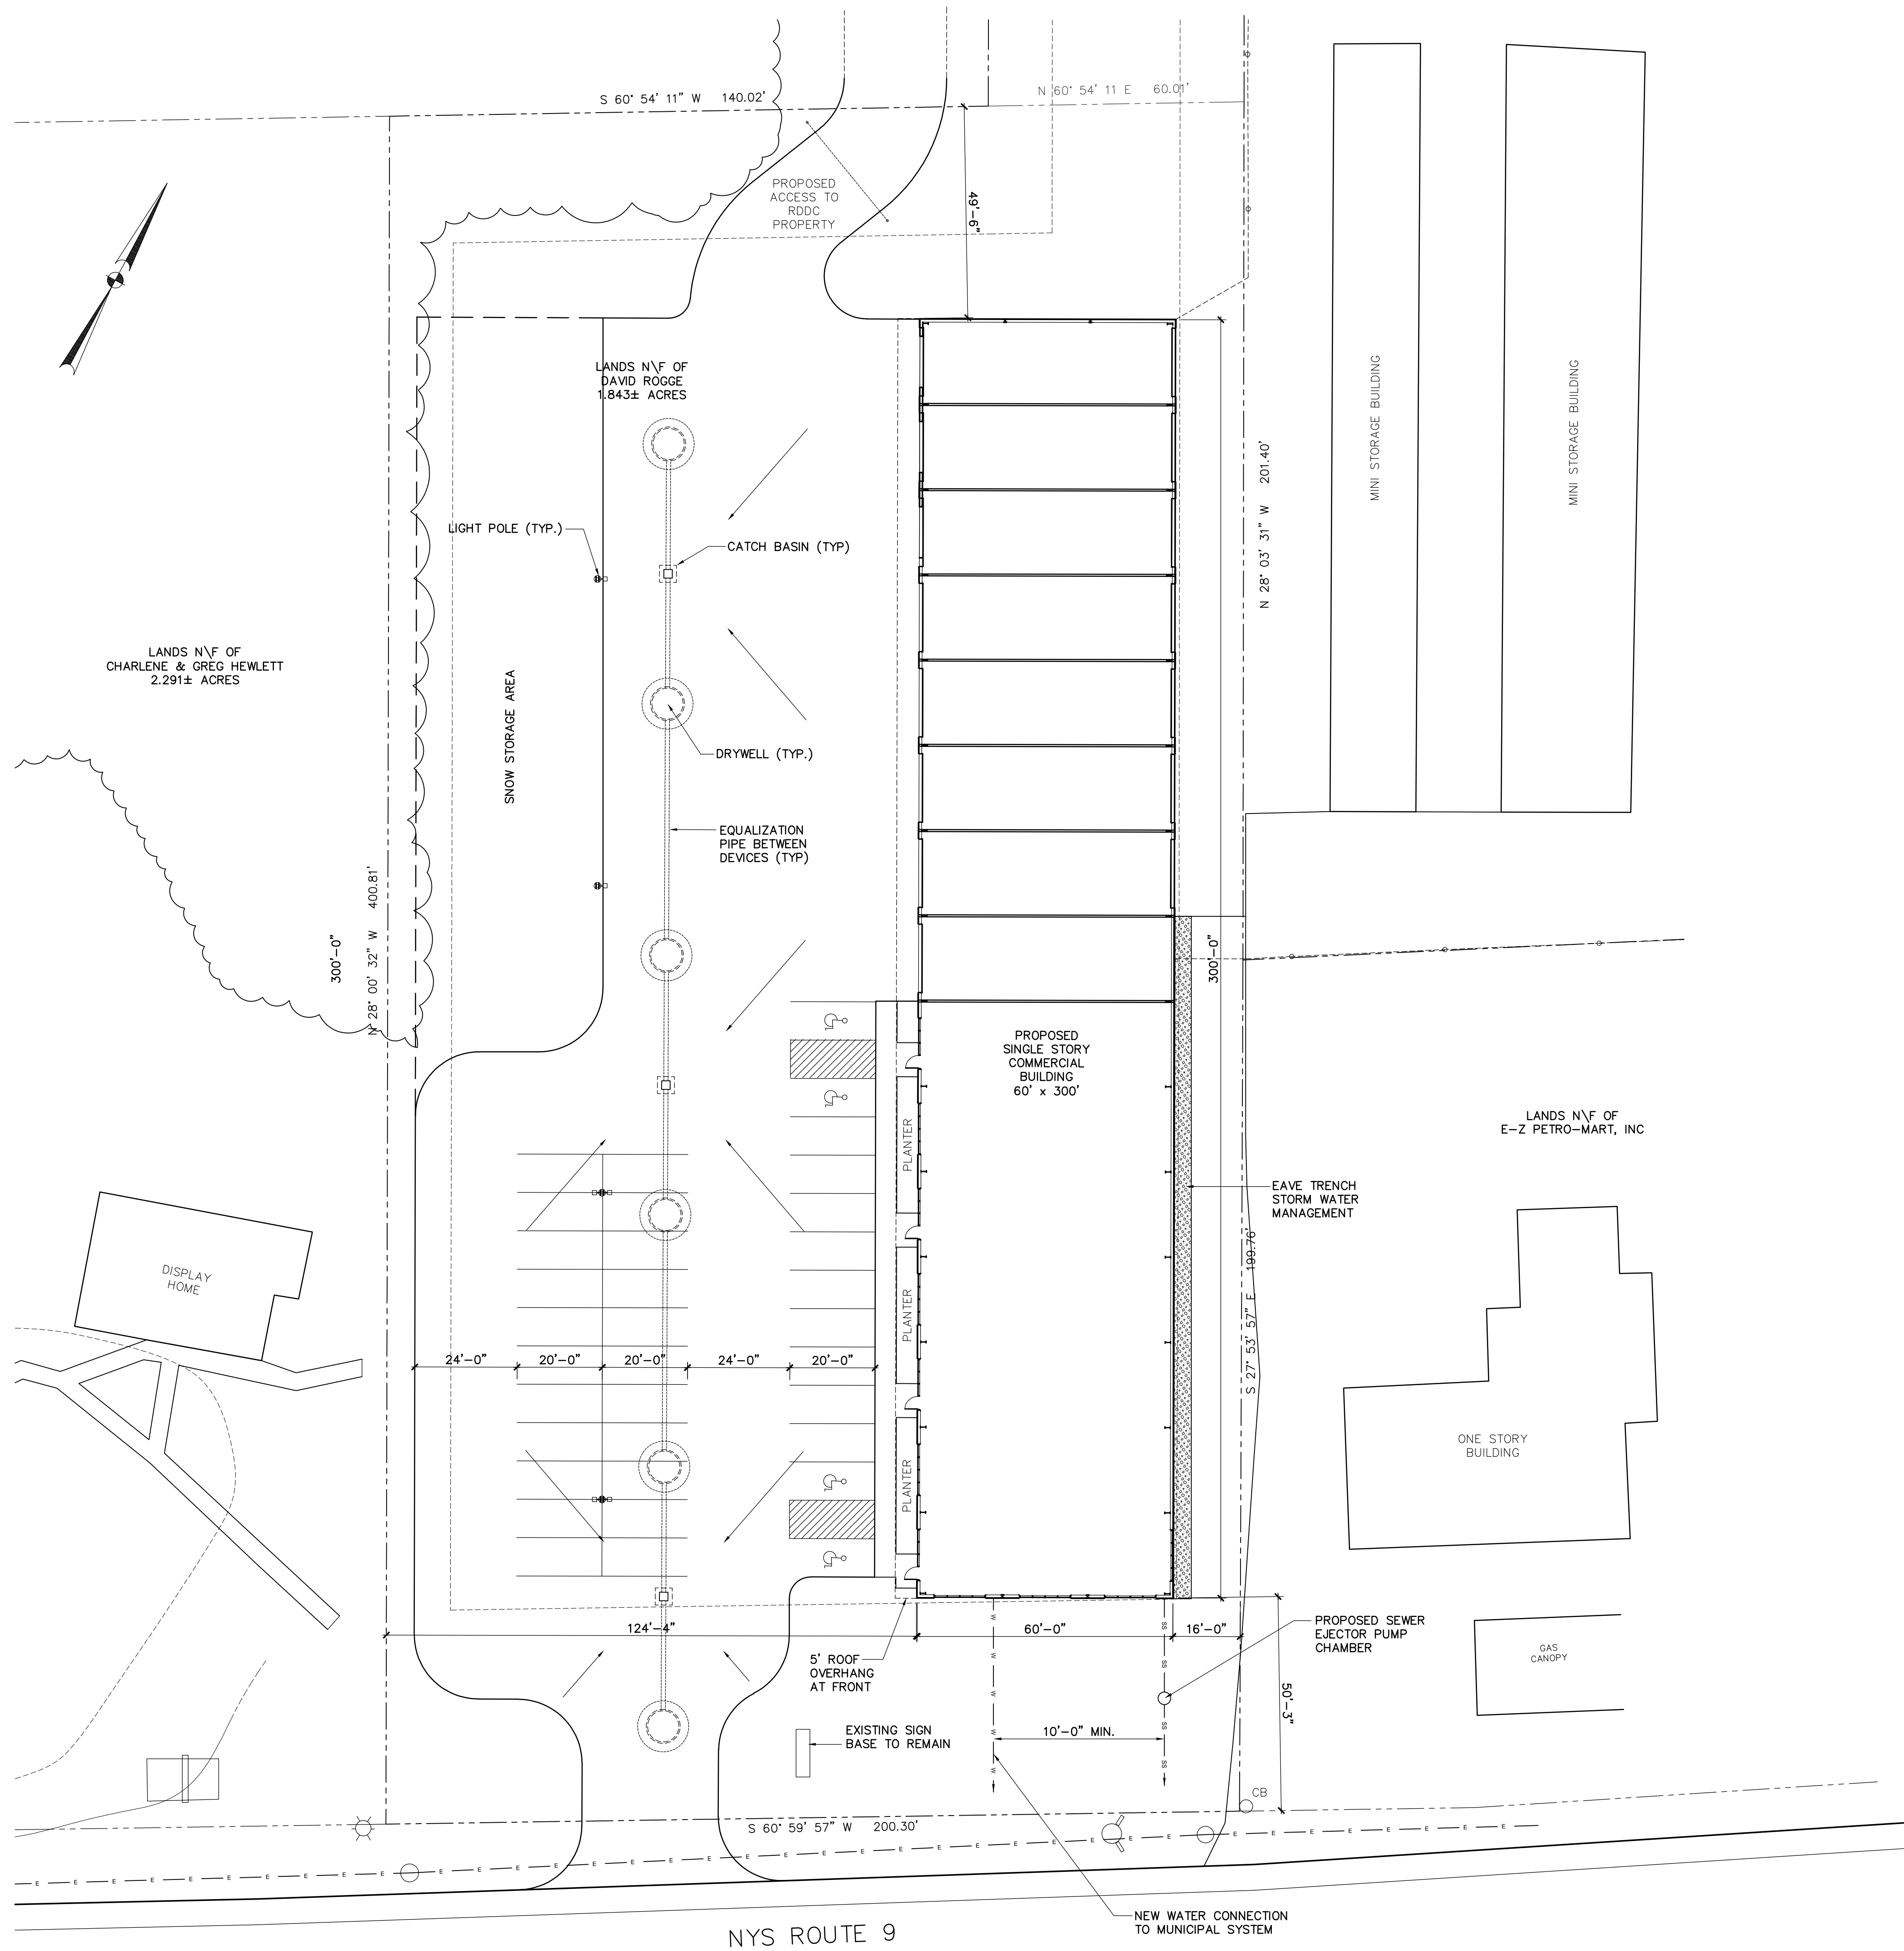 S 60° 54' 11" W 140.02'
N 60° 54' 11 E 60.01'
PROPOSED
ACCESS TO
RDDC
PROPERTY
49'-6"
LANDS N\F OF
DAVID ROGGE
1.843± ACRES
MINI STORAGE BUILDING
MINI STORAGE BUILDING
N 28° 03' 31" W 201.40'
LIGHT POLE (TYP.)
CATCH BASIN (TYP)
LANDS N\F OF
CHARLENE & GREG HEWLETT
2.291± ACRES
SNOW STORAGE AREA
DRYWELL (TYP.)
EQUALIZATION
PIPE BETWEEN
DEVICES (TYP)
300'-0"
N 28° 00' 32" W 400.81'
300'-0"
PROPOSED
SINGLE STORY
COMMERCIAL
BUILDING
60' x 300'
LANDS N\F OF
E-Z PETRO-MART, INC
PLANTER
EAVE TRENCH
STORM WATER
MANAGEMENT
S 27° 53' 57" E 199.76'
DISPLAY
HOME
PLANTER
24'-0" 20'-0" 20'-0" 24'-0" 20'-0"
ONE STORY
BUILDING
PLANTER
124'-4" 60'-0" 16'-0"
PROPOSED SEWER
EJECTOR PUMP
CHAMBER
GAS
CANOPY
5' ROOF
OVERHANG
AT FRONT
W
W
W
W
W
SS
SS
SS
SS
SS
50'-3"
EXISTING SIGN
BASE TO REMAIN
10'-0" MIN.
CB
S 60° 59' 57" W 200.30'
E E E E E E E E E E E E E E E E E E E E E E E E E E E E E E E E E E E E E E
NEW WATER CONNECTION
TO MUNICIPAL SYSTEM
NYS ROUTE 9